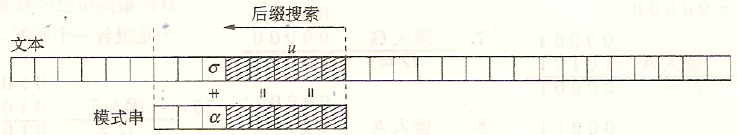 后缀搜索
u
文本
σ
≠ = = =
模式串 α